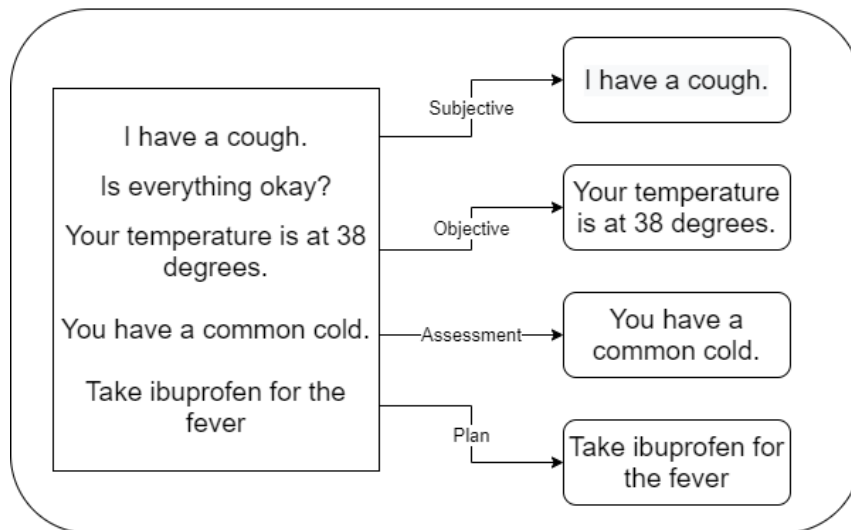 I have a cough.
Is everything okay?
Your temperature is at 38
degrees.
You have a common cold.
Take ibuprofen for the
fever
Subjective
I have a cough.
Objective
Your temperature
is at 38 degrees.
Assessment
You have a
common cold.
Plan
Take ibuprofen for
the fever